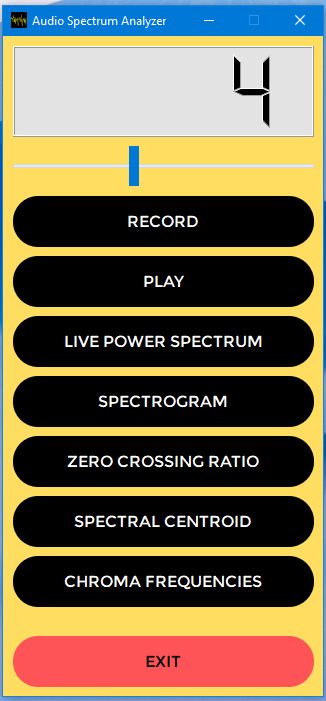 Audio Spectrum Analyzer
4
RECORD
PLAY
LIVE POWER SPECTRUM
SPECTROGRAM
ZERO CROSSING RATIO
SPECTRAL CENTROID
CHROMA FREQUENCIES
EXIT